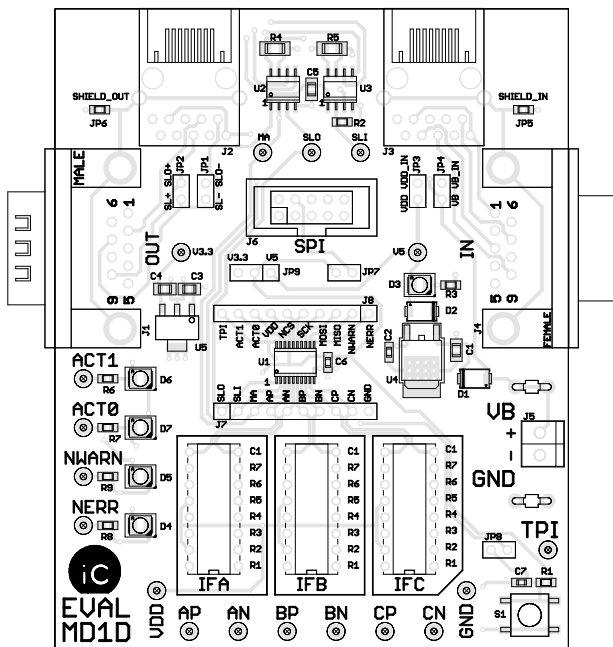 R4 R5
U2 C5 U3
1 1
SHIELD_OUT SHIELD_IN
JP6 R2 JP5
J2 MA SLO SLI J3
MALE
SLO+ JP2 JP1 SLO-
SL+ SL-
VDD_IN JP3 JP4 VB_IN
VDD VB
6 1 1 6
OUT V3.3 J6 SPI V5 IN
V3.3 V5
JP9 JP7
C4 C3 D3 R3
9 5 5 9
J8 D2
J1 U5 J4
FEMALE
TPI ACT1 ACT0 VDD NCS SCK MOSI MISO NWARN NERR
U1 C6 C2 C1
1
U4
D1
ACT1
R6 D6
SLO SLI MA AP AN BP BN CP CN GND
J7
ACT0
R7 D7
VB J5
+
-
GND
NWARN
R9 D5
NERR
R8 D4
C1 C1 C1
R7 R7 R7
R6 R6 R6
R5 R5 R5
R4 R4 R4
R3 R3 R3
R2 R2 R2
R1 R1 R1
IFA IFB IFC
TPI
JP8
C7 R1
S1
iC
EVAL
MD1D
VDD AP AN BP BN CP CN GND